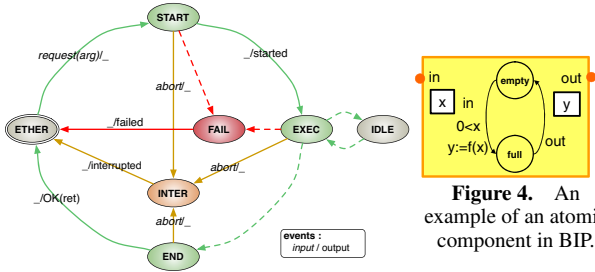 START
request(arg)/_
_/started
abort/_
ETHER
_/failed
FAIL
EXEC
IDLE
_/interrupted
abort/_
INTER
_/OK(ret)
abort/_
END
events :
input / output
in
x
empty
out
y
in
0<x
y:=f(x)
out
full
Figure 4. An
example of an atomi
component in BIP.